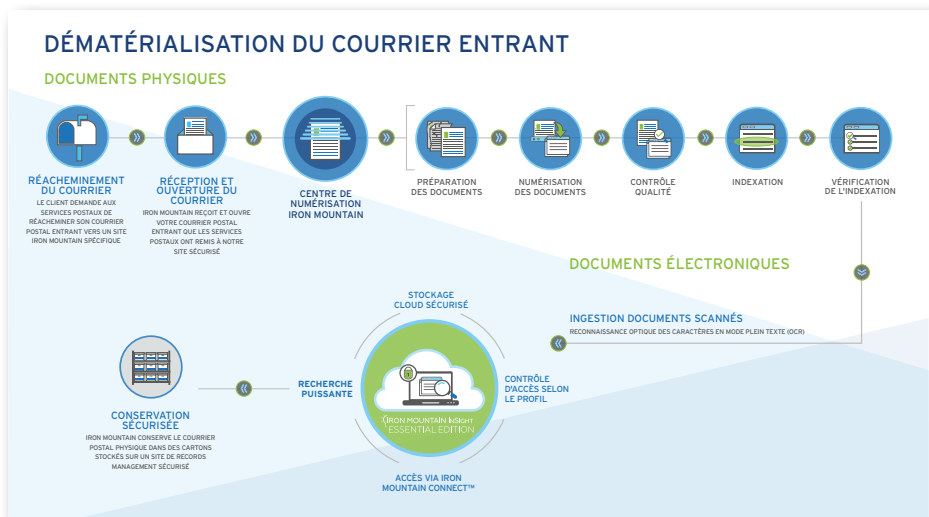 DÉMATÉRIALISATION DU COURRIER ENTRANT
DOCUMENTS PHYSIQUES
RÉACHEMINEMENT
DU COURRIER
LE CLIENT DEMANDE AUX
SERVICES POSTAUX DE
RÉACHEMINER SON COURRIER
POSTAL ENTRANT VERS UN SITE
IRON MOUNTAIN SPÉCIFIQUE
RÉCEPTION ET
OUVERTURE DU
COURRIER
IRON MOUNTAIN REÇOIT ET OUVRE
VOTRE COURRIER POSTAL
ENTRANT QUE LES SERVICES
POSTAUX ONT REMIS À NOTRE
SITE SÉCURISÉ
CENTRE DE
NUMÉRISATION
IRON MOUNTAIN
PRÉPARATION
DES DOCUMENTS
NUMÉRISATION
DES DOCUMENTS
CONTRÔLE
QUALITÉ
INDEXATION
VÉRIFICATION
DE L'INDEXATION
DOCUMENTS ÉLECTRONIQUES
INGESTION DOCUMENTS SCANNÉS
RECONNAISSANCE OPTIQUE DES CARACTÈRES EN MODE PLEIN TEXTE (OCR)
STOCKAGE
CLOUD SÉCURISÉ
CONTRÔLE
D'ACCÈS SELON
LE PROFIL
RECHERCHE
PUISSANTE
IRON MOUNTAIN INSIGHT
ESSENTIAL EDITION
ACCÈS VIA IRON
MOUNTAIN CONNECT™
CONSERVATION
SÉCURISÉE
IRON MOUNTAIN CONSERVE LE COURRIER
POSTAL PHYSIQUE DANS DES CARTONS
STOCKÉS SUR UN SITE DE RECORDS
MANAGEMENT SÉCURISÉ